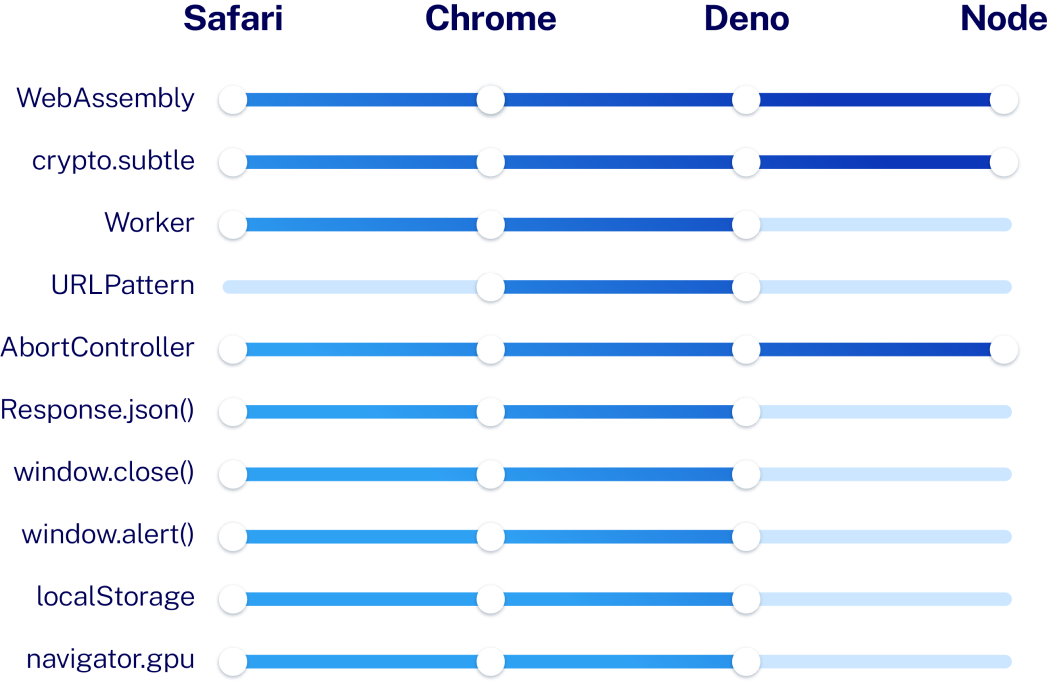 Safari Chrome Deno Node
WebAssembly
crypto.subtle
Worker
URLPattern
AbortController
Response.json()
window.close()
window.alert()
localStorage
navigator.gpu